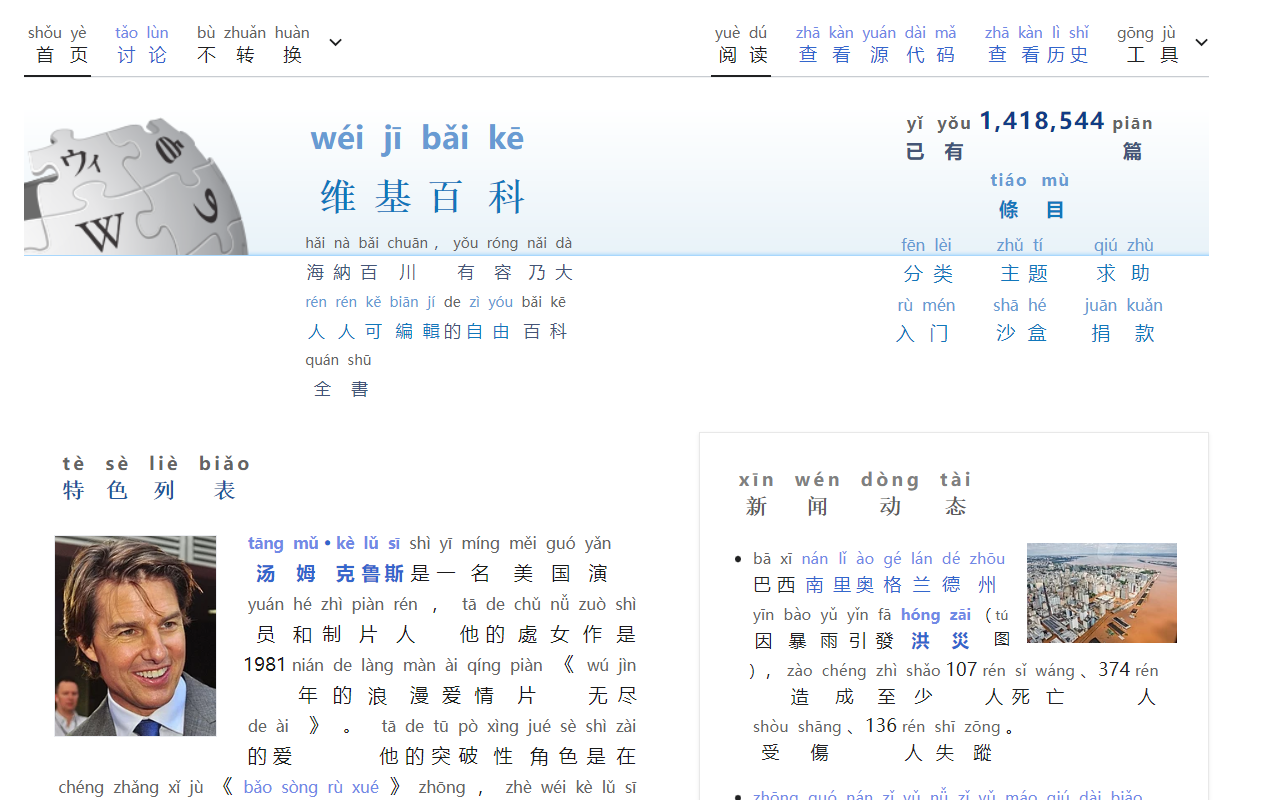 shǒu yè tǎo lùn bù zhuǎn huàn yuè dú zhā kàn yuán dài mǎ zhā kàn lì shǐ gōng jù
首页 讨论 不转换 阅读 查看源代码 查看历史 工具
wéi jī bǎi kē
维基百科
hǎi nà bǎi chuān, yǒu róng nǎi dà
海納百川 有容乃大
rén rén kě biān jí de zì yóu bǎi kē
人人可編輯的自由百科
quán shū
全書
yǐ yǒu 1,418,544 piān
已有 篇
tiáo mù
條目
fēn lèi zhǔ tí qiú zhù
分类 主题 求助
rù mén shā hé juān kuǎn
入门 沙盒 捐款
tè sè liè biǎo
特色列表
tāng mǔ•kè lǔ sī shì yī míng měi guó yǎn
汤姆 克鲁斯是一名美国演
yuán hé zhì piàn rén , tā de chǔ nǚ zuò shì
员和制片人 他的處女作是
1981 nián de làng màn ài qíng piàn 《 wú jìn
年的浪漫爱情片 无尽
de ài 》 。 tā de tū pò xìng jué sè shì zài
的爱 他的突破性角色是在
chéng zhǎng xǐ jù 《 bǎo sòng rù xué 》 zhōng , zhè wéi kè lǔ sī
xīn wén dòng tài
新闻动态
bā xī nán lǐ ào gé lán dé zhōu
巴西南里奥格兰德州
yīn bào yǔ yǐn fā hóng zāi ( tú
因暴雨引發洪災 图
), zào chéng zhì shǎo 107 rén sǐ wáng 、374 rén
造成至少 人死亡 人
shòu shāng 、136 rén shī zōng 。
受傷 人失蹤
zhōng guó nán zǐ yǔ nǚ zǐ yǔ máo qiú dài biǎo